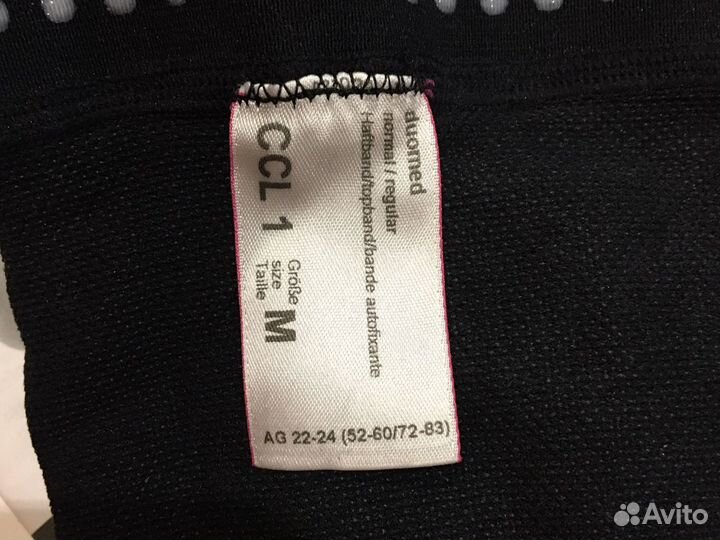 duomed
normal / regular
Haftband/topband/bande autofixante
CCL 1
Größe
size
Taille
M
AG 22-24 (52-60/72-83)
Avito